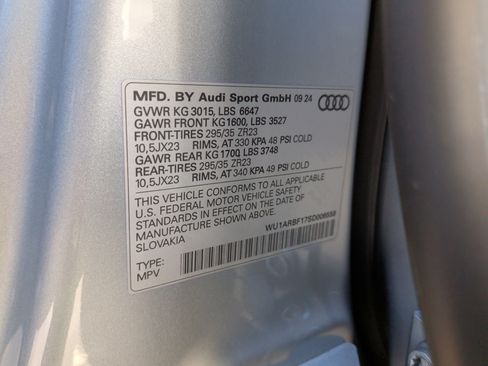 MFD. BY Audi Sport GmbH 09 24
GVWR KG 3015, LBS 6647
GAWR FRONT KG1600, LBS 3527
FRONT-TIRES 295/35 ZR23
10,5JX23 RIMS, AT 330 KPA 48 PSI COLD
GAWR REAR KG 1700, LBS 3748
REAR-TIRES 295/35 ZR23
10,5JX23 RIMS, AT 340 KPA 49 PSI COLD
THIS VEHICLE CONFORMS TO ALL APPLICABLE
U.S. FEDERAL MOTOR VEHICLE SAFETY
STANDARDS IN EFFECT ON THE DATE OF
MANUFACTURE SHOWN ABOVE
SLOVAKIA
TYPE:
MPV